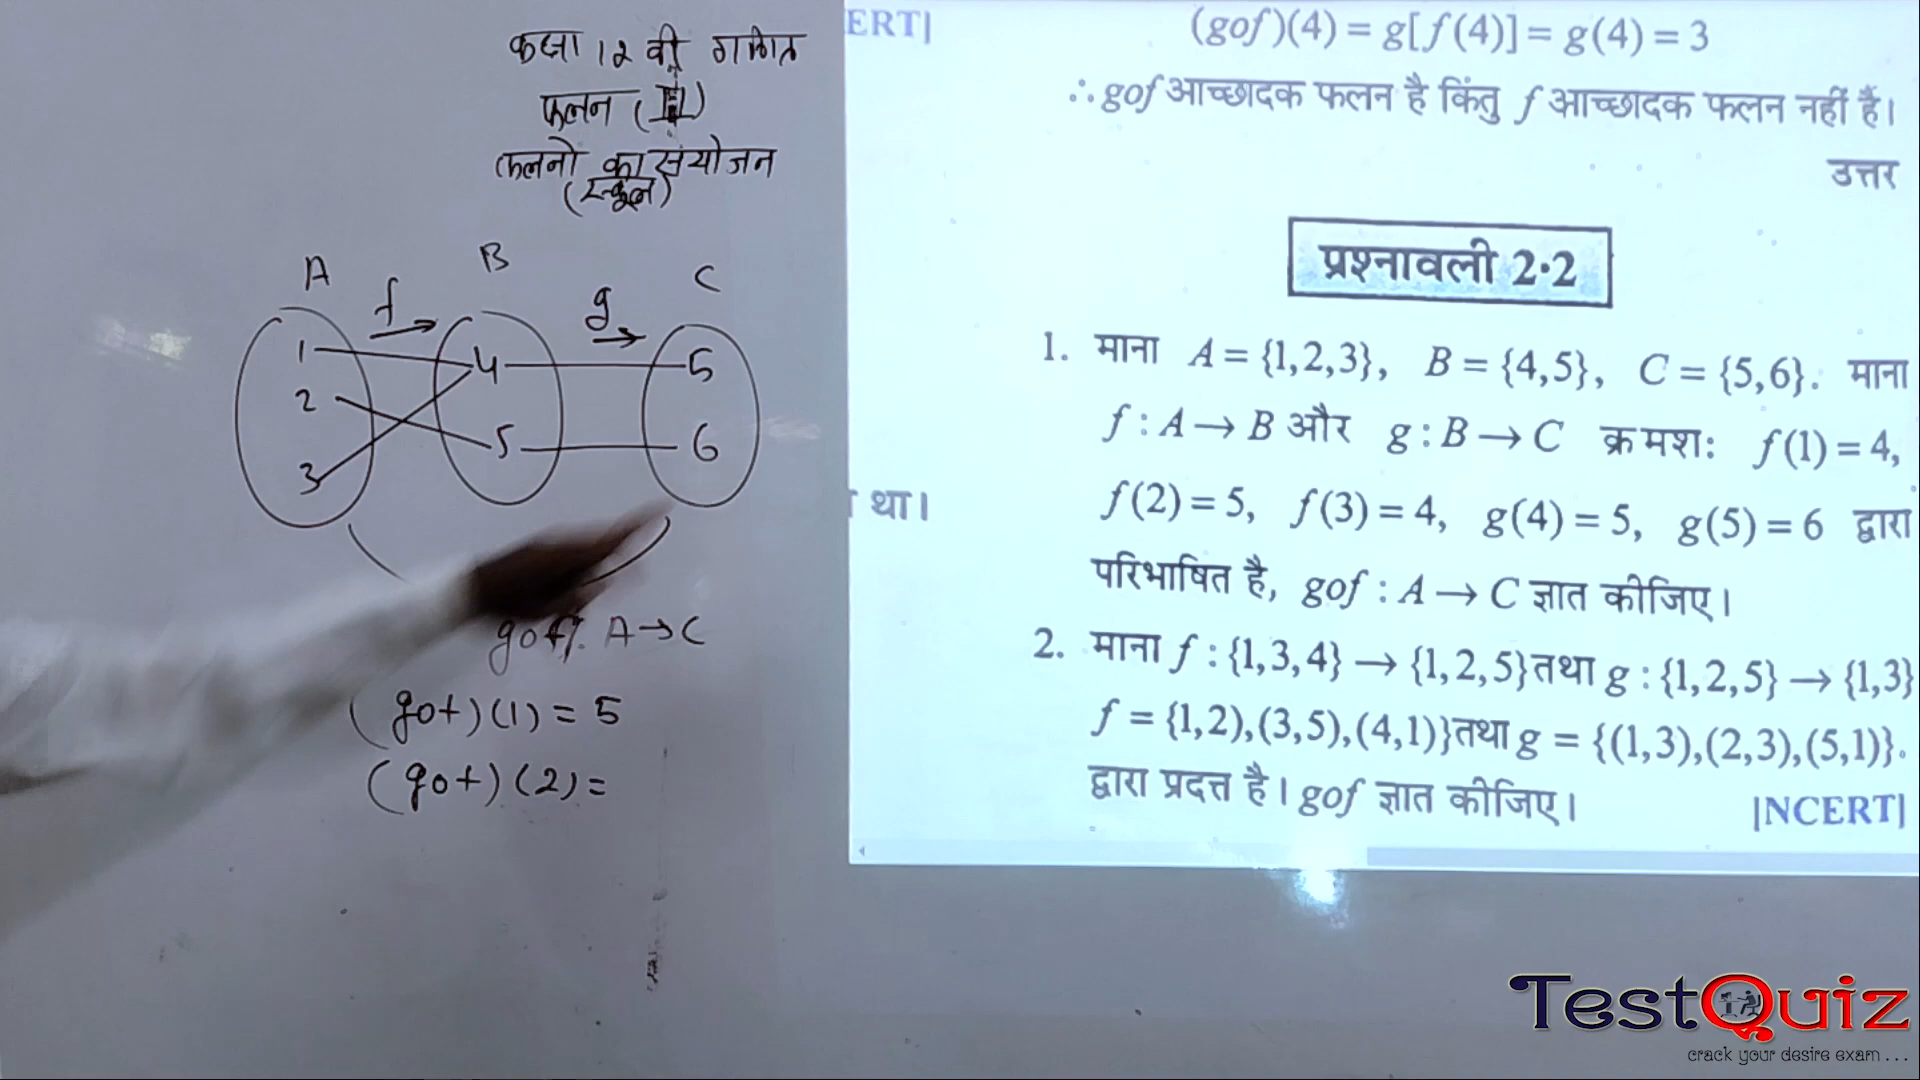 कक्षा 12 वी गणित
फलन (II)
फलनो का संयोजन
(स्कूल)
A B C
f g
1 4 5
2 5 6
3
gof: A→C
(gof)(1) = 5
(gof)(2) =
ERT]
(gof)(4) = g[f(4)] = g(4) = 3
∴ gof आच्छादक फलन है किंतु f आच्छादक फलन नहीं है।
उत्तर
प्रश्नावली 2·2
1. माना A = {1,2,3}, B = {4,5}, C = {5,6}. माना
f : A → B और g : B → C क्रमश: f(1) = 4,
था।
f(2) = 5, f(3) = 4, g(4) = 5, g(5) = 6 द्वारा
परिभाषित है, gof : A → C ज्ञात कीजिए।
2. माना f : {1,3,4} → {1,2,5} तथा g : {1,2,5} → {1,3}
f = {1,2),(3,5),(4,1)} तथा g = {(1,3),(2,3),(5,1)}.
द्वारा प्रदत्त है। gof ज्ञात कीजिए।
[NCERT]
TestQuiz
crack your desire exam...